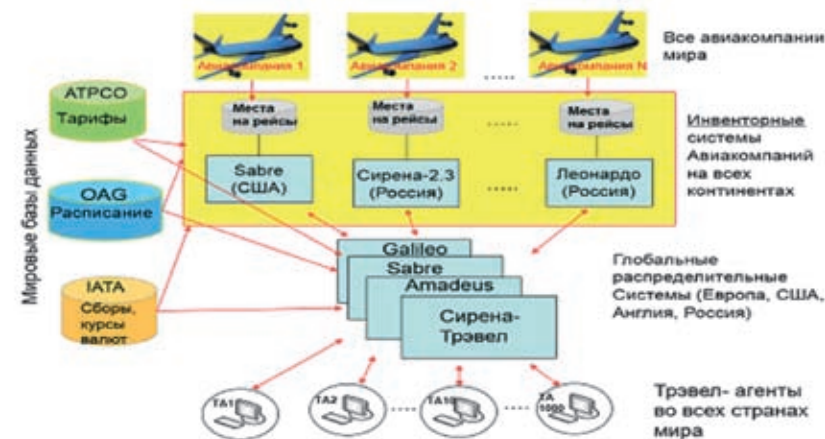 Авиакомпания 1
Авиакомпания 2
Авиакомпания N
Все авиакомпании
мира
Мировые базы данных
ATPCO
Тарифы
OAG
Расписание
IATA
Сборы,
курсы
валют
Места
на рейсы
Места
на рейсы
Места
на рейсы
Sabre
(США)
Сирена-2.3
(Россия)
Леонардо
(Россия)
Инвенторные
системы
Авиакомпаний
на всех
континентах
Galileo
Sabre
Amadeus
Сирена-
Трэвел
Глобальные
распределительные
Системы (Европа, США,
Англия, Россия)
TA1
TA2
TA10
TA
1000
Трэвел- агенты
во всех странах
мира